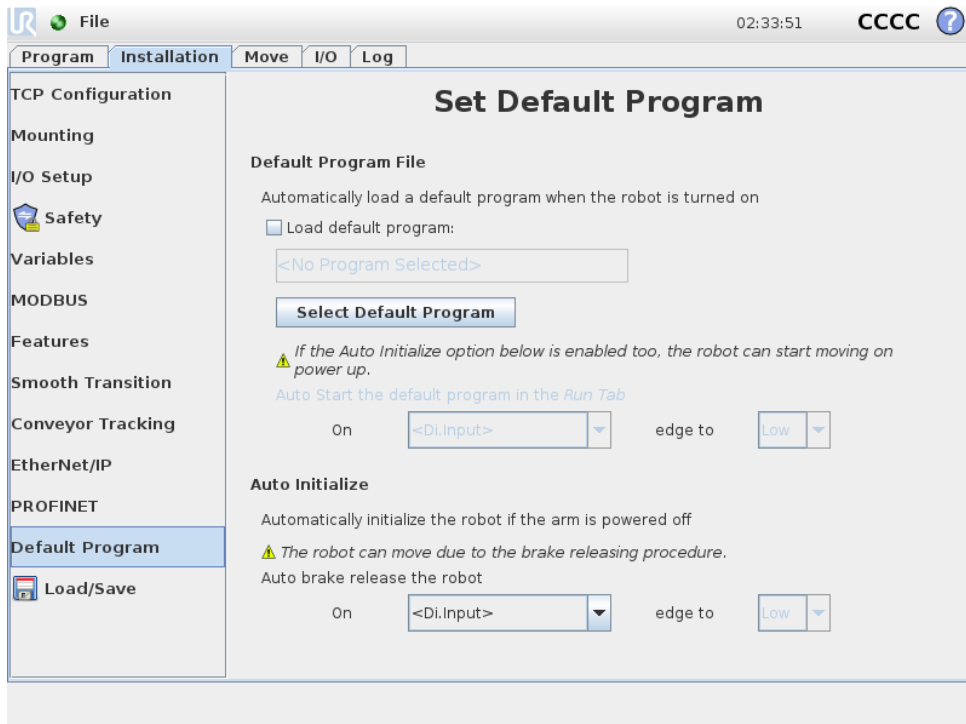 UR File 02:33:51 CCCC ?
Program Installation Move I/O Log
TCP Configuration
Mounting
I/O Setup
Safety
Variables
MODBUS
Features
Smooth Transition
Conveyor Tracking
EtherNet/IP
PROFINET
Default Program
Load/Save
Set Default Program
Default Program File
Automatically load a default program when the robot is turned on
Load default program:
<No Program Selected>
Select Default Program
If the Auto Initialize option below is enabled too, the robot can start moving on
power up.
Auto Start the default program in the Run Tab
On <Di.Input> edge to Low
Auto Initialize
Automatically initialize the robot if the arm is powered off
The robot can move due to the brake releasing procedure.
Auto brake release the robot
On <Di.Input> edge to Low